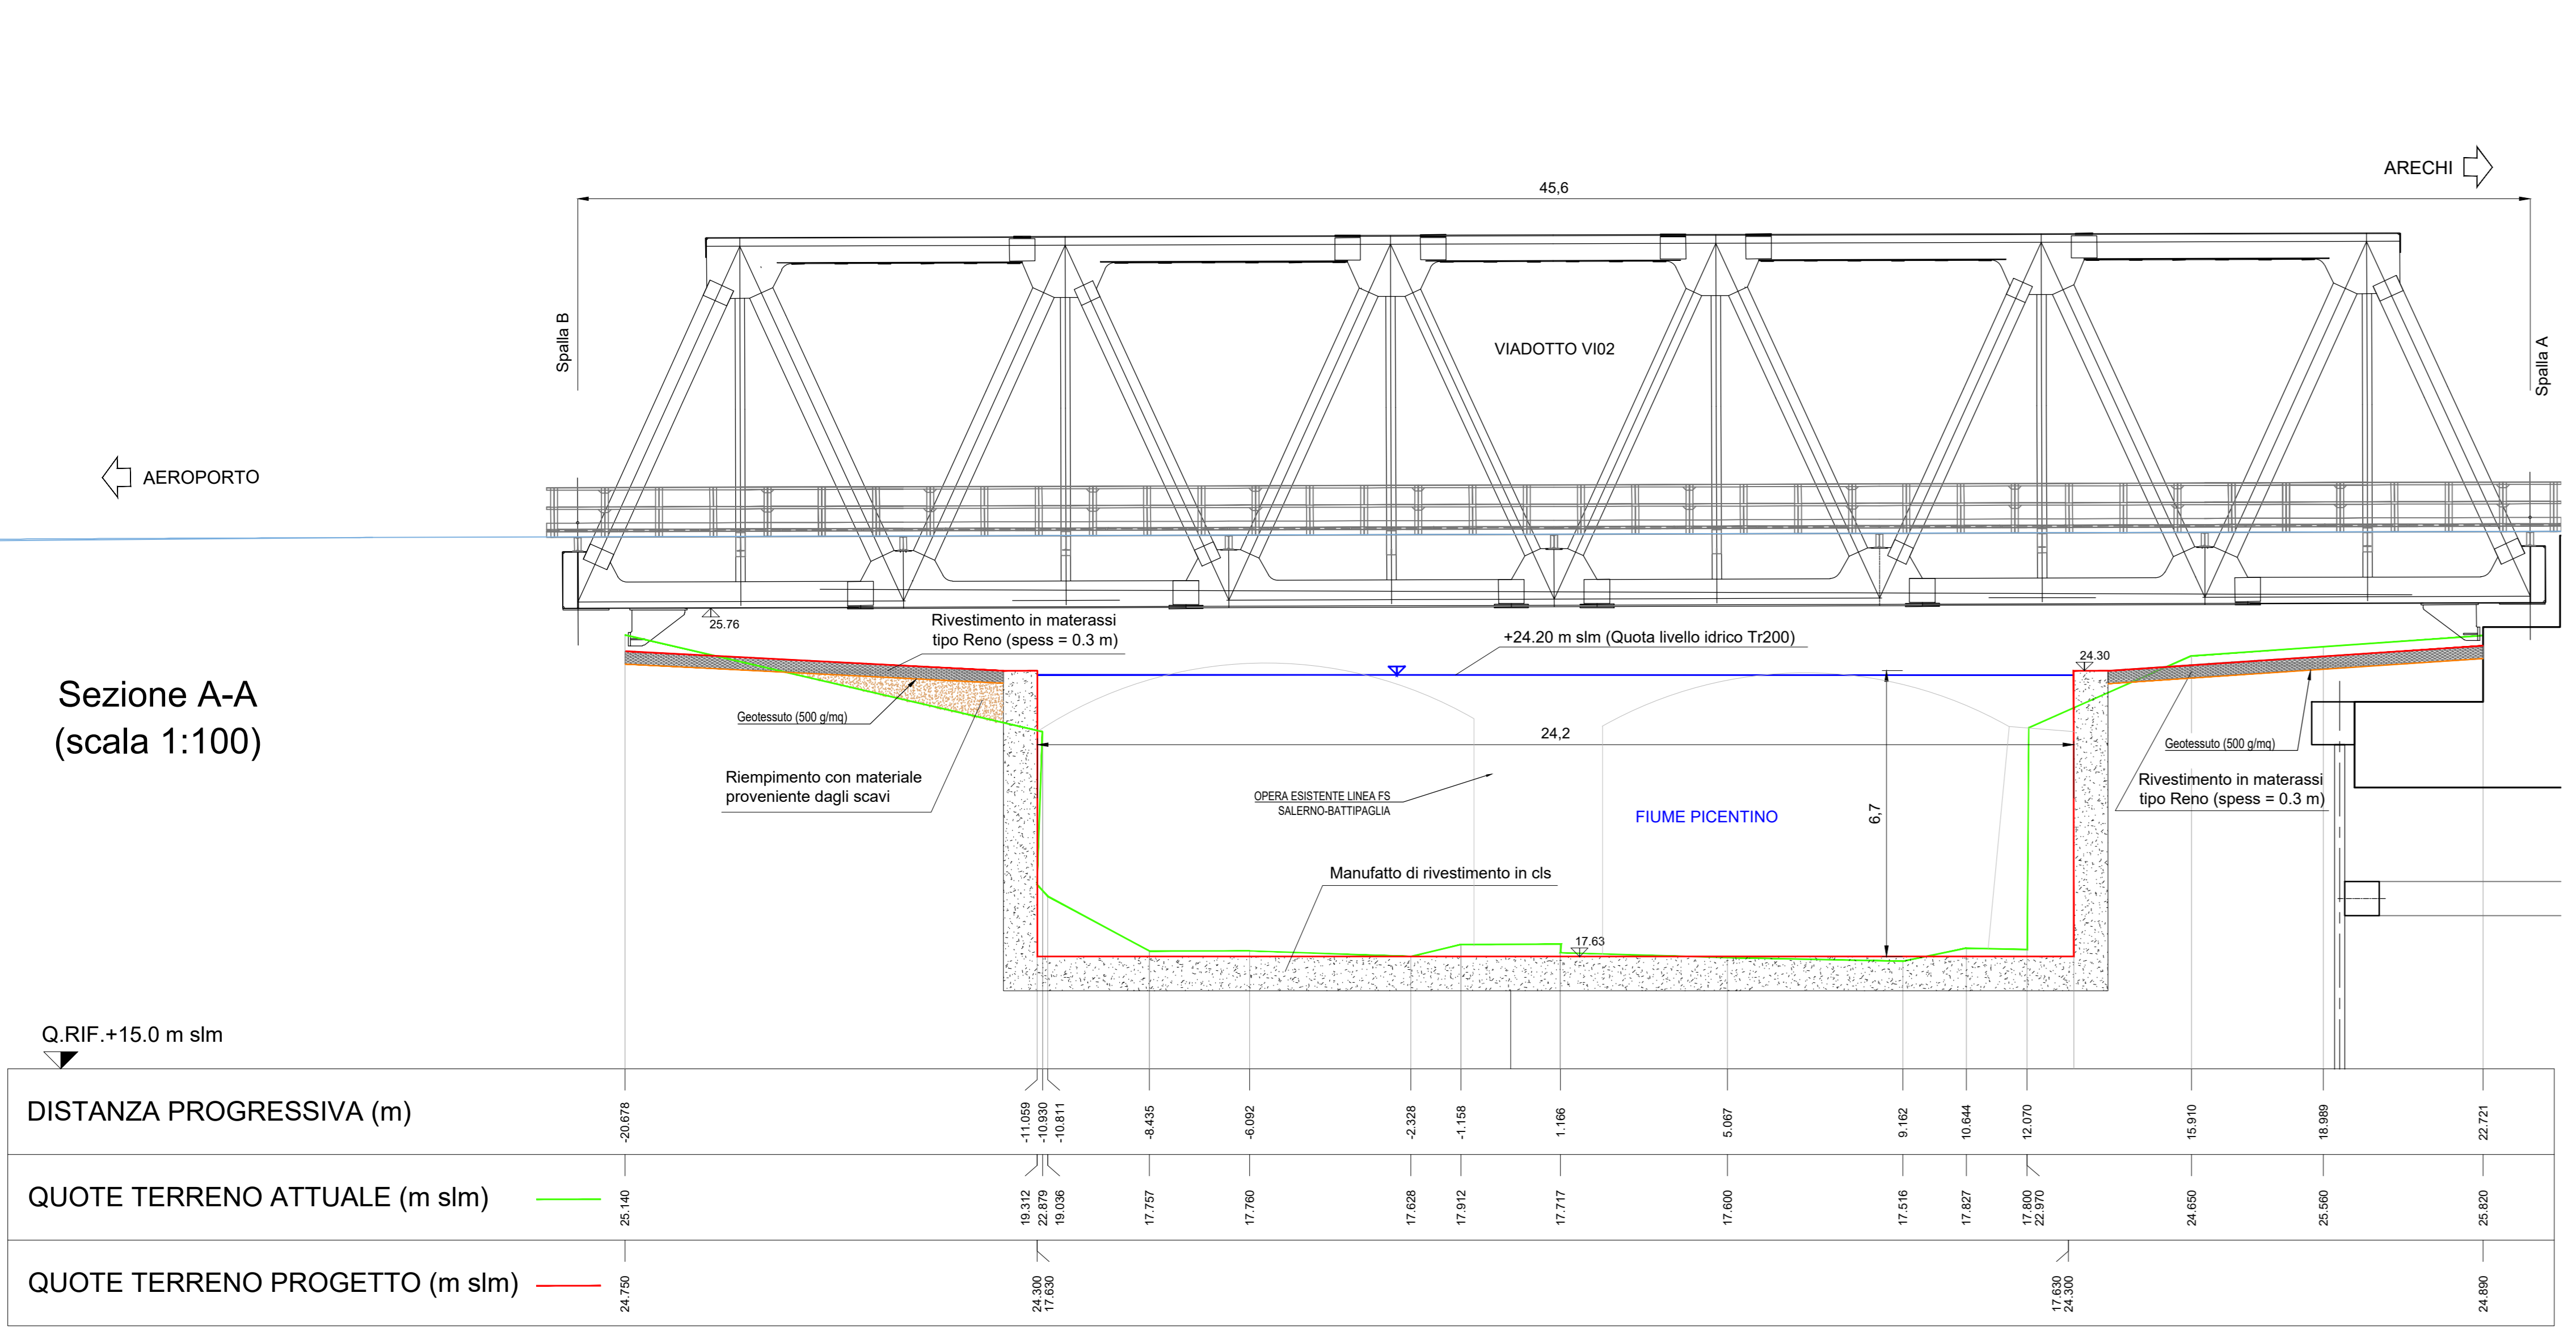 ARECHI
45,6
Spalla B
VIADOTTO VI02
Spalla A
AEROPORTO
25.76
Rivestimento in materassi
tipo Reno (spess = 0.3 m)
+24.20 m slm (Quota livello idrico Tr200)
24.30
Sezione A-A
(scala 1:100)
Geotessuto (500 g/mq)
24,2
Geotessuto (500 g/mq)
Riempimento con materiale
proveniente dagli scavi
OPERA ESISTENTE LINEA FS
SALERNO-BATTIPAGLIA
FIUME PICENTINO
6,7
Rivestimento in materassi
tipo Reno (spess = 0.3 m)
Manufatto di rivestimento in cls
17.63
Q.RIF.+15.0 m slm
DISTANZA PROGRESSIVA (m) -20.678 -11.059 -10.930 -10.811 -8.435 -6.092 -2.328 -1.158 1.166 5.067 9.162 10.644 12.070 15.910 18.989 22.721
QUOTE TERRENO ATTUALE (m slm) 25.140 19.312 22.879 19.036 17.757 17.760 17.628 17.912 17.717 17.600 17.516 17.827 17.800 22.970 24.650 25.560 25.820
QUOTE TERRENO PROGETTO (m slm) 24.750 24.300 17.630 17.630 24.300 24.890